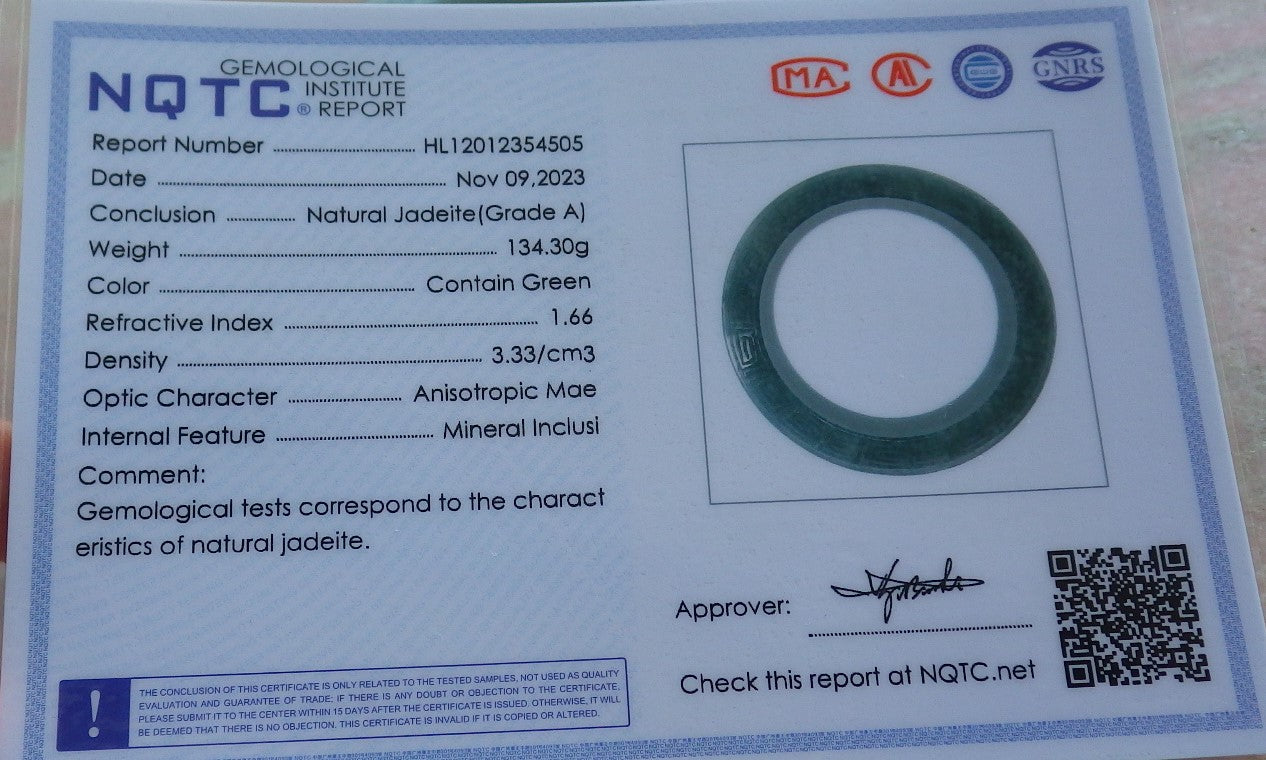 NQTC® GEMOLOGICAL INSTITUTE REPORT
MA
GNRS
Report Number ........ HL12012354505
Date ........ Nov 09,2023
Conclusion ........ Natural Jadeite(Grade A)
Weight ........ 134.30g
Color ........ Contain Green
Refractive Index ........ 1.66
Density ........ 3.33/cm3
Optic Character ........ Anisotropic Mae
Internal Feature ........ Mineral Inclusi
Comment:
Gemological tests correspond to the charact
eristics of natural jadeite.
Approver:
Check this report at NQTC.net
!
THE CONCLUSION OF THIS CERTIFICATE IS ONLY RELATED TO THE TESTED SAMPLES, NOT USED AS QUALITY
EVALUATION AND GUARANTEE OF TRADE; IF THERE IS ANY DOUBT OR OBJECTION TO THE CERTIFICATE,
PLEASE SUBMIT IT TO THE CENTER WITHIN 15 DAYS AFTER THE CERTIFICATE IS ISSUED. OTHERWISE, IT WILL
BE DEEMED THAT THERE IS NO OBJECTION. THIS CERTIFICATE IS INVALID IF IT IS COPIED OR ALTERED.